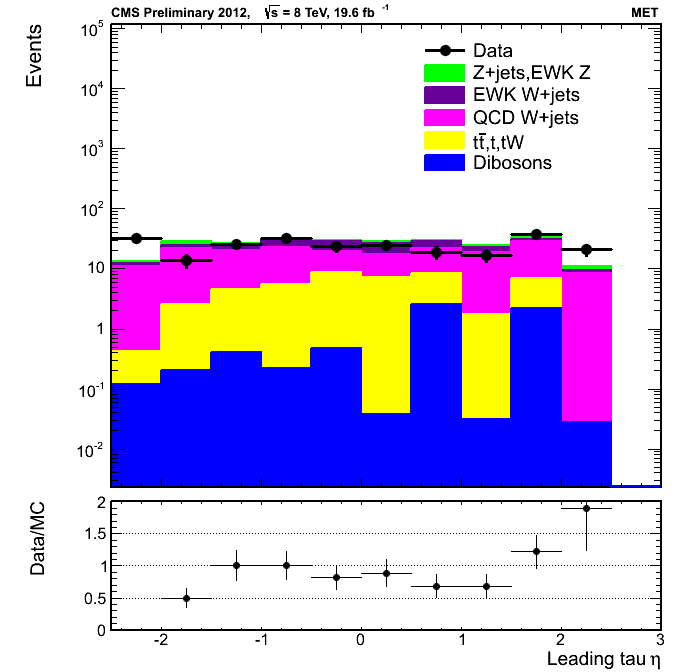 CMS Preliminary 2012, √s = 8 TeV, 19.6 fb⁻¹ MET
Events
10⁵
10⁴
10³
10²
10
1
10⁻¹
10⁻²
Data
Z+jets,EWK Z
EWK W+jets
QCD W+jets
tt̄,t,tW
Dibosons
Data/MC
2
1.5
1
0.5
0
-2 -1 0 1 2 3
Leading tau η